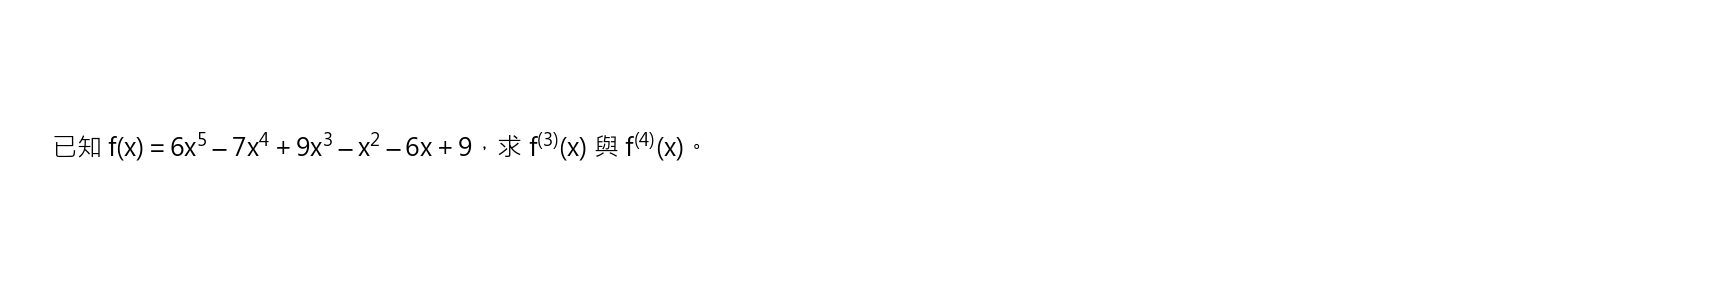 已知 f(x) = 6x⁵ – 7x⁴ + 9x³ – x² – 6x + 9，求 f⁽³⁾(x) 與 f⁽⁴⁾(x)。